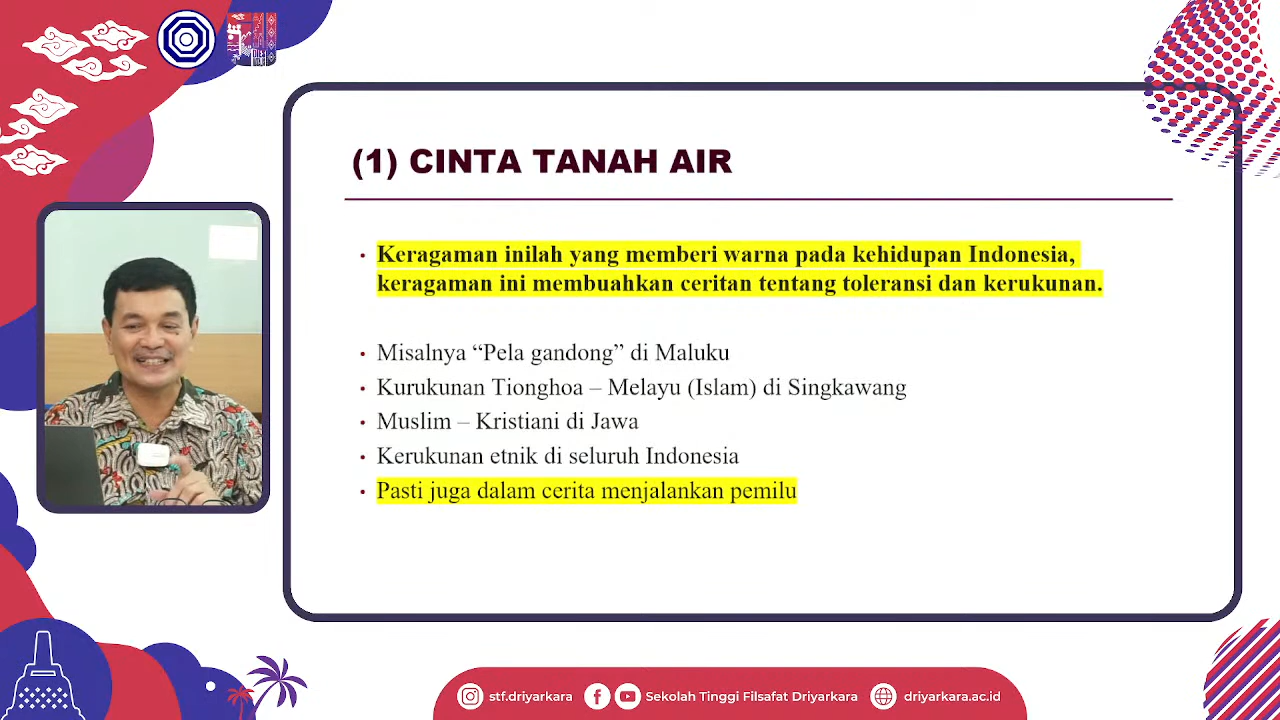 (1) CINTA TANAH AIR
Keragaman inilah yang memberi warna pada kehidupan Indonesia,
keragaman ini membuahkan ceritan tentang toleransi dan kerukunan.
Misalnya “Pela gandong” di Maluku
Kurukunan Tionghoa – Melayu (Islam) di Singkawang
Muslim – Kristiani di Jawa
Kerukunan etnik di seluruh Indonesia
Pasti juga dalam cerita menjalankan pemilu
stf.driyarkara
Sekolah Tinggi Filsafat Driyarkara
driyarkara.ac.id